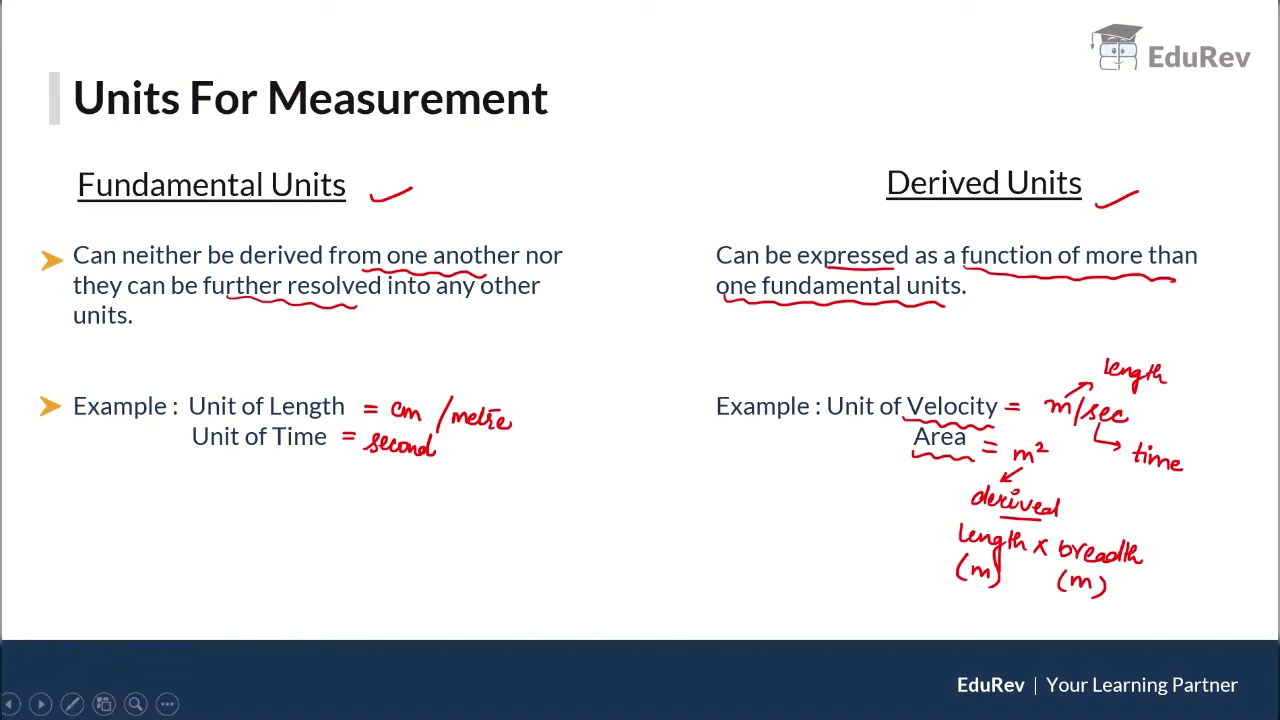 EduRev
Units For Measurement
Fundamental Units
Can neither be derived from one another nor
they can be further resolved into any other
units.
Example : Unit of Length = cm / metre
Unit of Time = second
Derived Units
Can be expressed as a function of more than
one fundamental units.
length
Example : Unit of Velocity = m/sec
time
Area = m²
derived
length x breadth
(m) (m)
EduRev | Your Learning Partner